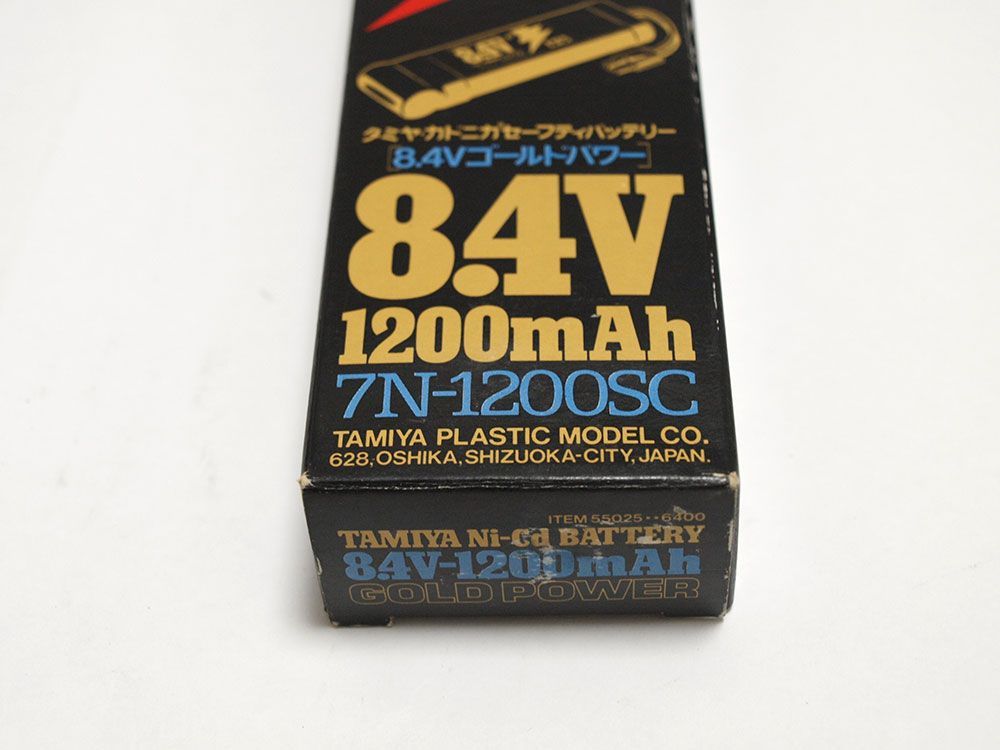 8.4V
タミヤ・カドニカセーフティバッテリー
[8.4Vゴールドパワー]
8.4V
1200mAh
7N-1200SC
TAMIYA PLASTIC MODEL CO.
628, OSHIKA, SHIZUOKA-CITY, JAPAN.
ITEM 55025··6400
TAMIYA Ni-Cd BATTERY
8.4V-1200mAh
GOLD POWER